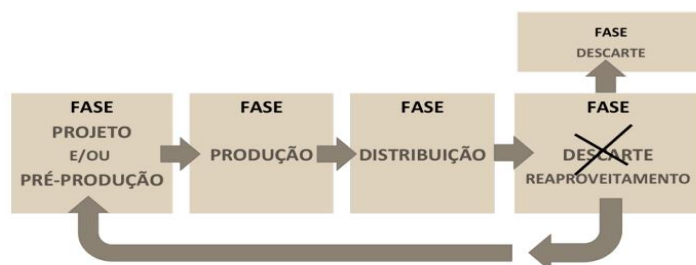 FASE
DESCARTE
FASE
PROJETO
E/OU
PRÉ-PRODUÇÃO
FASE
PRODUÇÃO
FASE
DISTRIBUIÇÃO
FASE
DESCARTE
REAPROVEITAMENTO